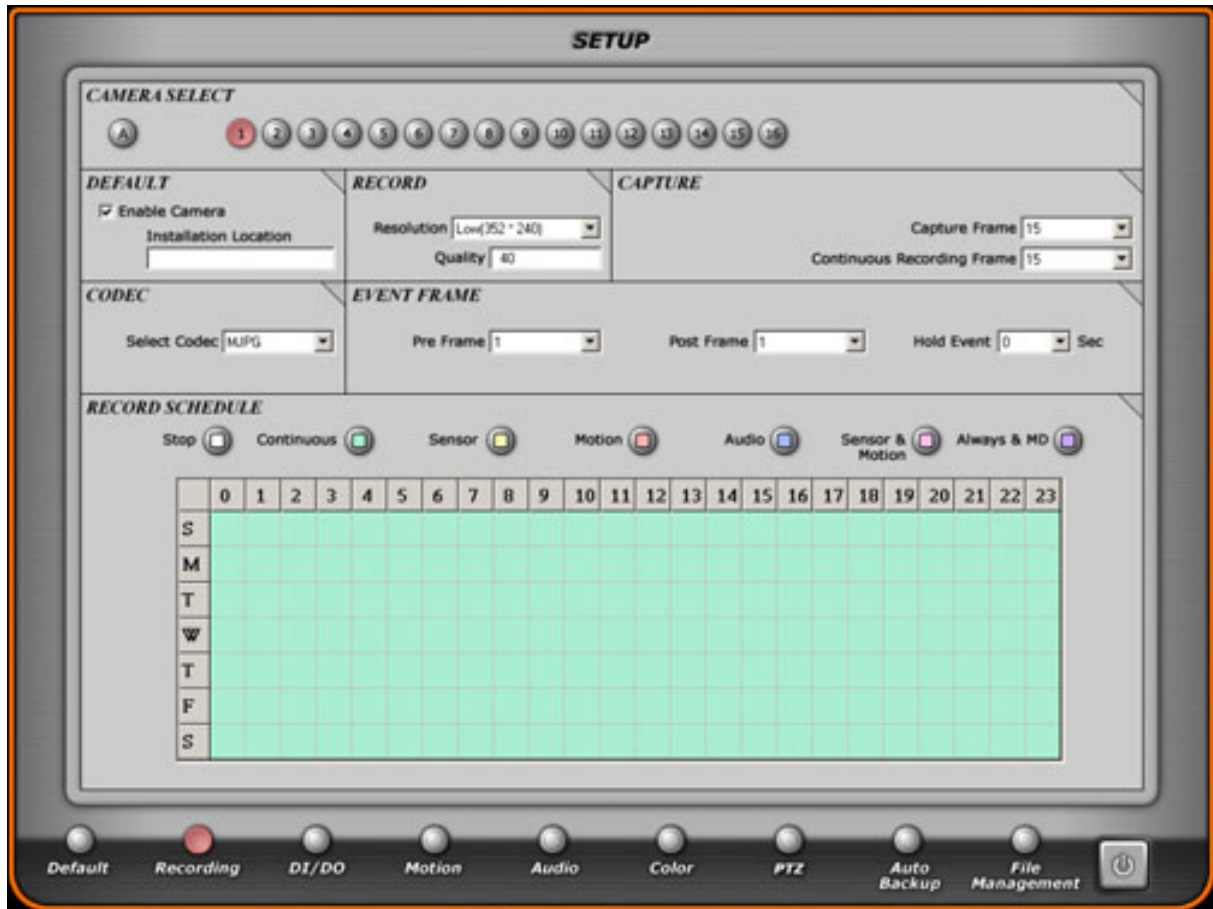 SETUP
CAMERA SELECT
A 1 2 3 4 5 6 7 8 9 10 11 12 13 14 15 16
DEFAULT
Enable Camera
Installation Location
RECORD
Resolution Low(352 * 240)
Quality 40
CAPTURE
Capture Frame 15
Continuous Recording Frame 15
CODEC
Select Codec MJPG
EVENT FRAME
Pre Frame 1 Post Frame 1 Hold Event 0 Sec
RECORD SCHEDULE
Stop Continuous Sensor Motion Audio Sensor & Motion Always & MD
0 1 2 3 4 5 6 7 8 9 10 11 12 13 14 15 16 17 18 19 20 21 22 23
S
M
T
W
T
F
S
Default Recording DI/DO Motion Audio Color PTZ Auto Backup File Management